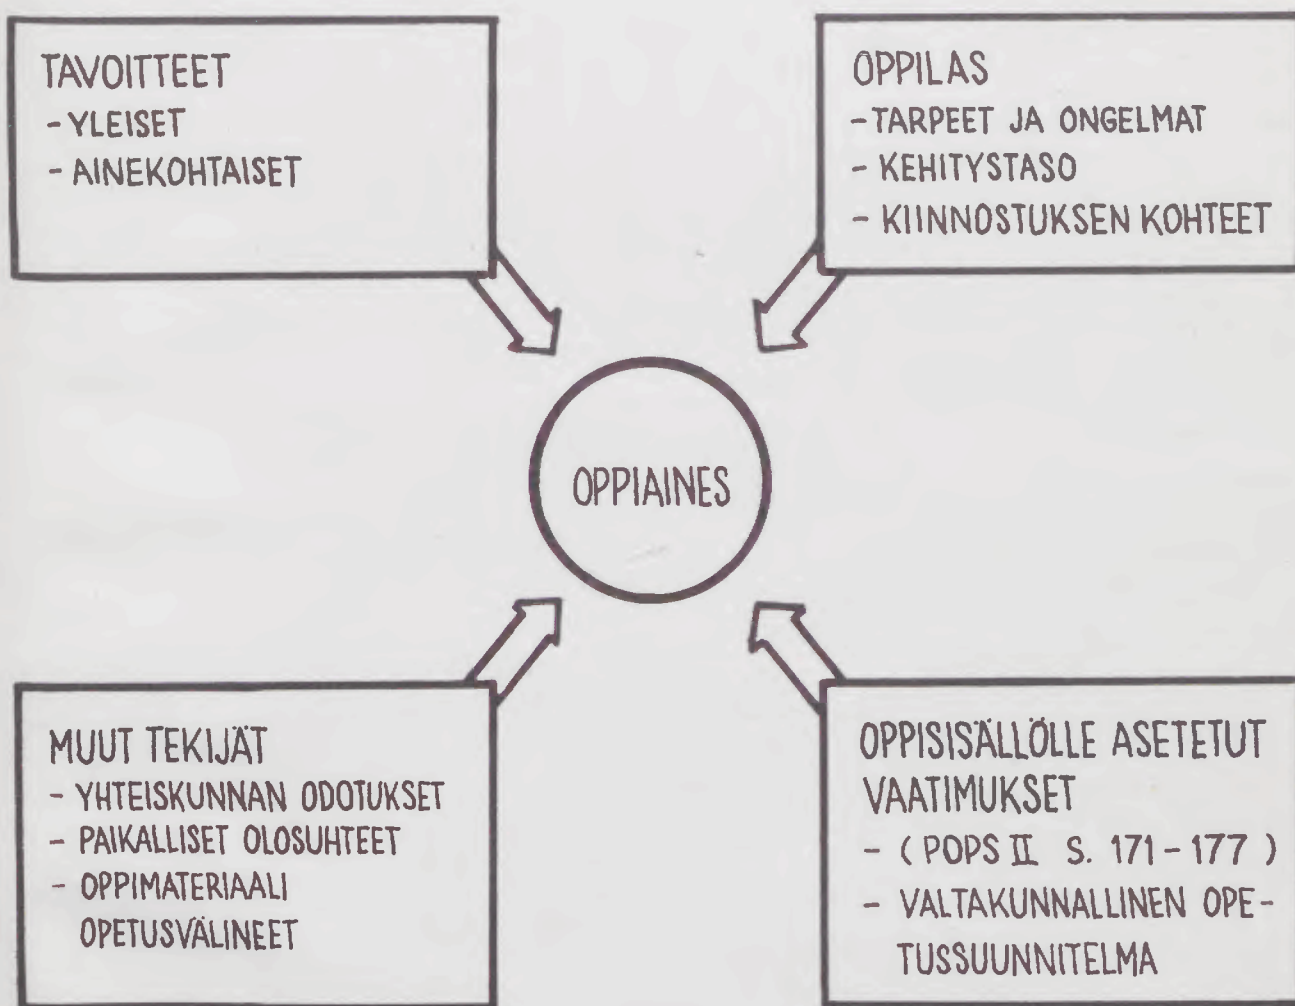 TAVOITTEET
- YLEISET
- AINEKOHTAISET
OPPILAS
- TARPEET JA ONGELMAT
- KEHITYSTASO
- KIINNOSTUKSEN KOHTEET
OPPIAINES
MUUT TEKIJÄT
- YHTEISKUNNAN ODOTUKSET
- PAIKALLISET OLOSUHTEET
- OPPIMATERIAALI
OPETUSVÄLINEET
OPPISISÄLLÖLLE ASETETUT
VAATIMUKSET
- ( POPS II S. 171 - 177 )
- VALTAKUNNALLINEN OPE-
TUSSUUNNITELMA